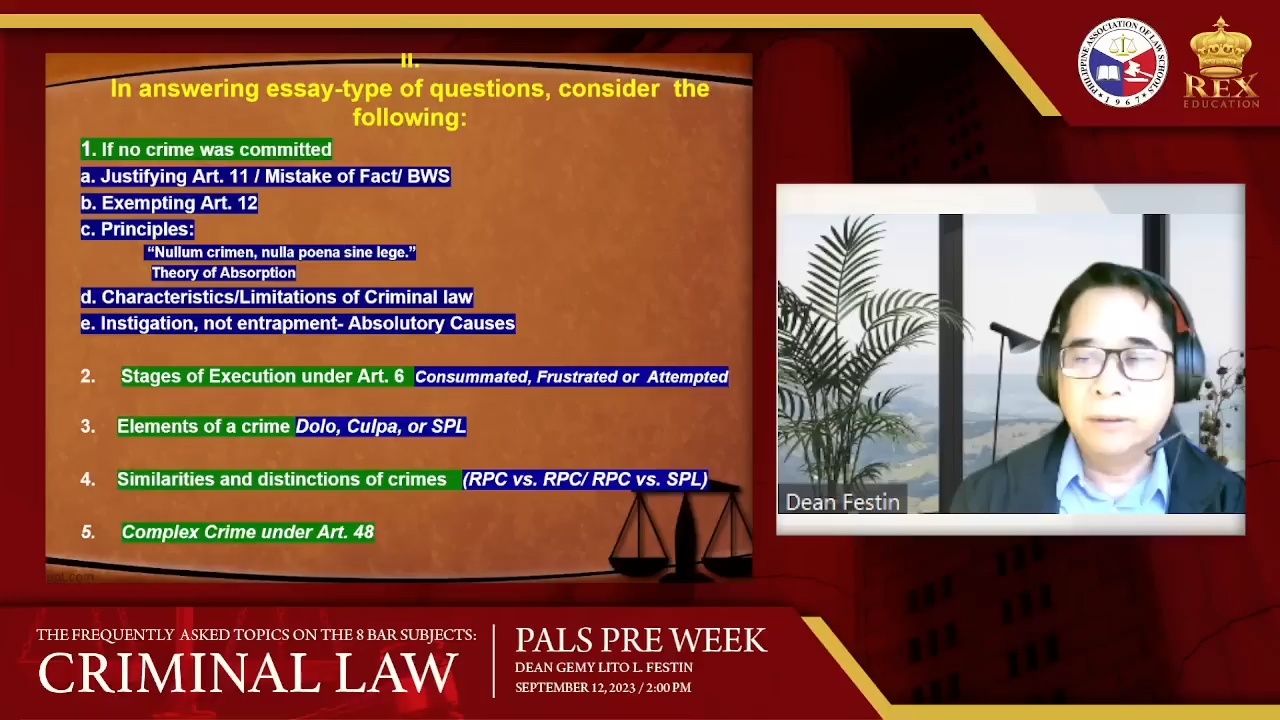 II.
In answering essay-type of questions, consider the
following:
1. If no crime was committed
a. Justifying Art. 11 / Mistake of Fact/ BWS
b. Exempting Art. 12
c. Principles:
“Nullum crimen, nulla poena sine lege.”
Theory of Absorption
d. Characteristics/Limitations of Criminal law
e. Instigation, not entrapment- Absolutory Causes
2. Stages of Execution under Art. 6 Consummated, Frustrated or Attempted
3. Elements of a crime Dolo, Culpa, or SPL
4. Similarities and distinctions of crimes (RPC vs. RPC/ RPC vs. SPL)
5. Complex Crime under Art. 48
PHILIPPINE ASSOCIATION OF LAW SCHOOLS
1967
REX
EDUCATION
Dean Festin
THE FREQUENTLY ASKED TOPICS ON THE 8 BAR SUBJECTS:
CRIMINAL LAW
PALS PRE WEEK
DEAN GEMY LITO L. FESTIN
SEPTEMBER 12, 2023 / 2:00 PM